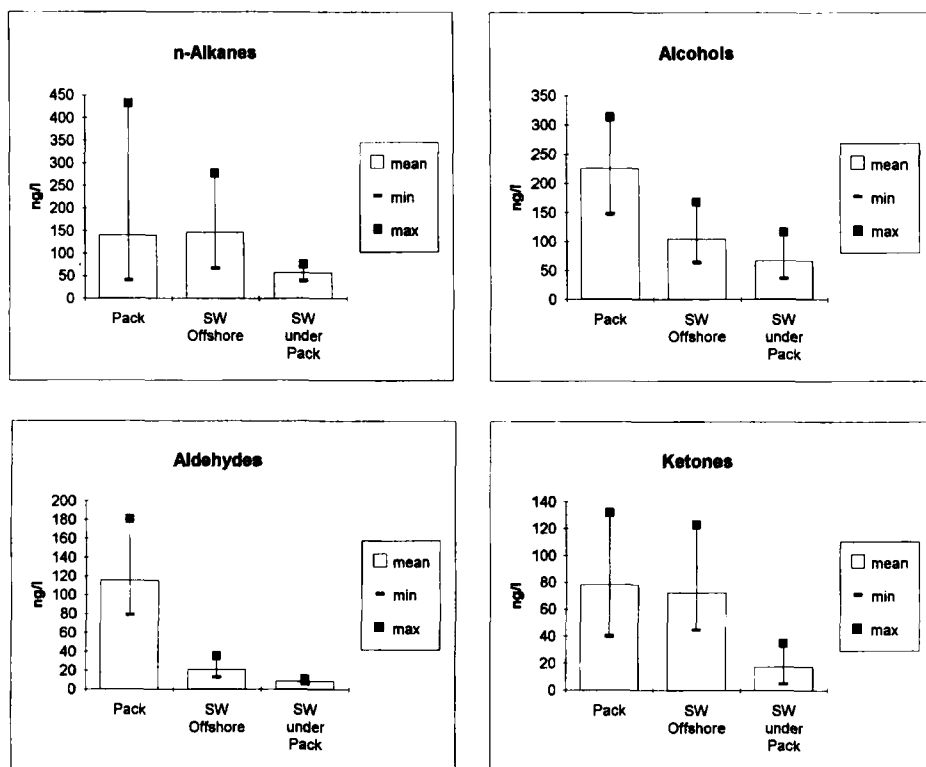 n-Alkanes
450
400
350
300
250
200
150
100
50
0
ng/l
Pack
SW
Offshore
SW
under
Pack
mean
min
max
Alcohols
350
300
250
200
150
100
50
0
ng/l
Pack
SW
Offshore
SW
under
Pack
mean
min
max
Aldehydes
200
180
160
140
120
100
80
60
40
20
0
ng/l
Pack
SW
Offshore
SW
under
Pack
mean
min
max
Ketones
140
120
100
80
60
40
20
0
ng/l
Pack
SW
Offshore
SW
under
Pack
mean
min
max